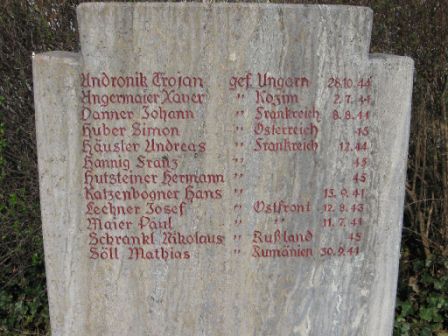 Andronik Trojan gef. Ungarn 26.10.44
Angermaier Xaver " Kozim 2.7.41
Danner Johann " Frankreich 8.8.44
Huber Simon " Österreich 45
Häusler Andreas " Frankreich 12.44
Hannig Franz " 45
Hutsteiner Hermann " 45
Katzenbogner Hans " 15.9.41
Lechner Josef " Ostfront 12.8.43
Maier Paul " " 11.7.44
Schrankl Nikolaus " Rußland 45
Söll Mathias " Rumänien 30.9.41